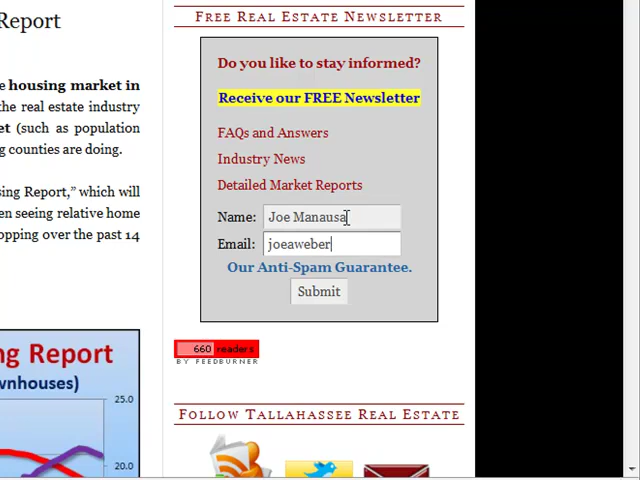 Report
e housing market in
the real estate industry
et (such as population
g counties are doing.
sing Report,” which will
en seeing relative home
opping over the past 14
ng Report
wnhouses)
25.0
20.0
Free Real Estate Newsletter
Do you like to stay informed?
Receive our FREE Newsletter
FAQs and Answers
Industry News
Detailed Market Reports
Name: Joe Manausa
Email: joeaweber
Our Anti-Spam Guarantee.
Submit
660 readers
BY FEEDBURNER
Follow Tallahassee Real Estate